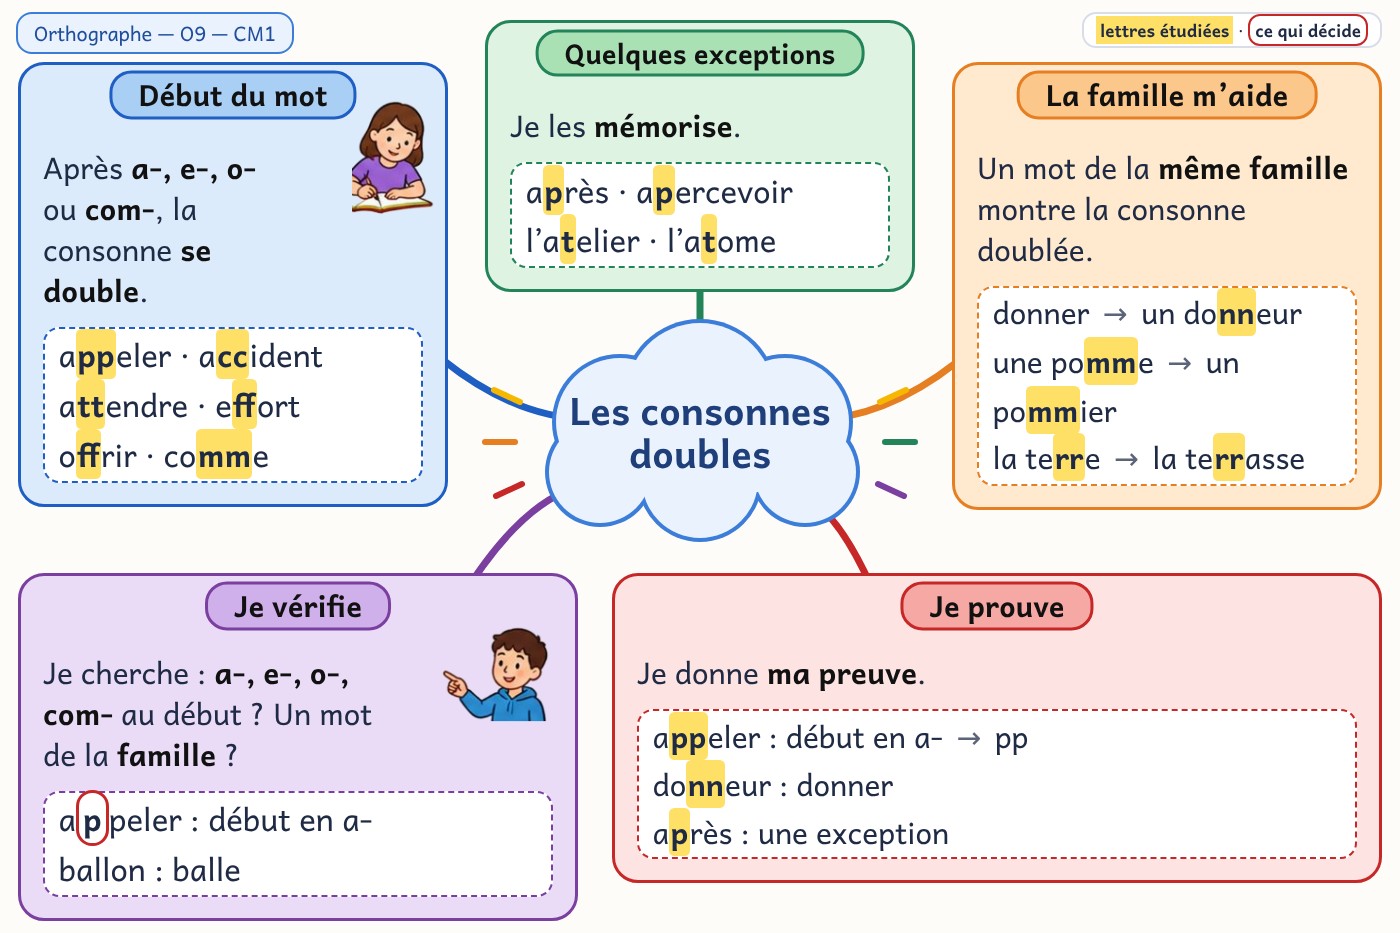 Orthographe — O9 — CM1
lettres étudiées · ce qui décide
Début du mot
Après a-, e-, o-
ou com-, la
consonne se
double.
appeler · accident
attendre · effort
offrir · comme
Quelques exceptions
Je les mémorise.
après · apercevoir
l’atelier · l’atome
La famille m’aide
Un mot de la même famille
montre la consonne
doublée.
donner → un donneur
une pomme → un
pommier
la terre → la terrasse
Les consonnes
doubles
Je vérifie
Je cherche : a-, e-, o-,
com- au début ? Un mot
de la famille ?
appeler : début en a-
ballon : balle
Je prouve
Je donne ma preuve.
appeler : début en a- → pp
donneur : donner
après : une exception